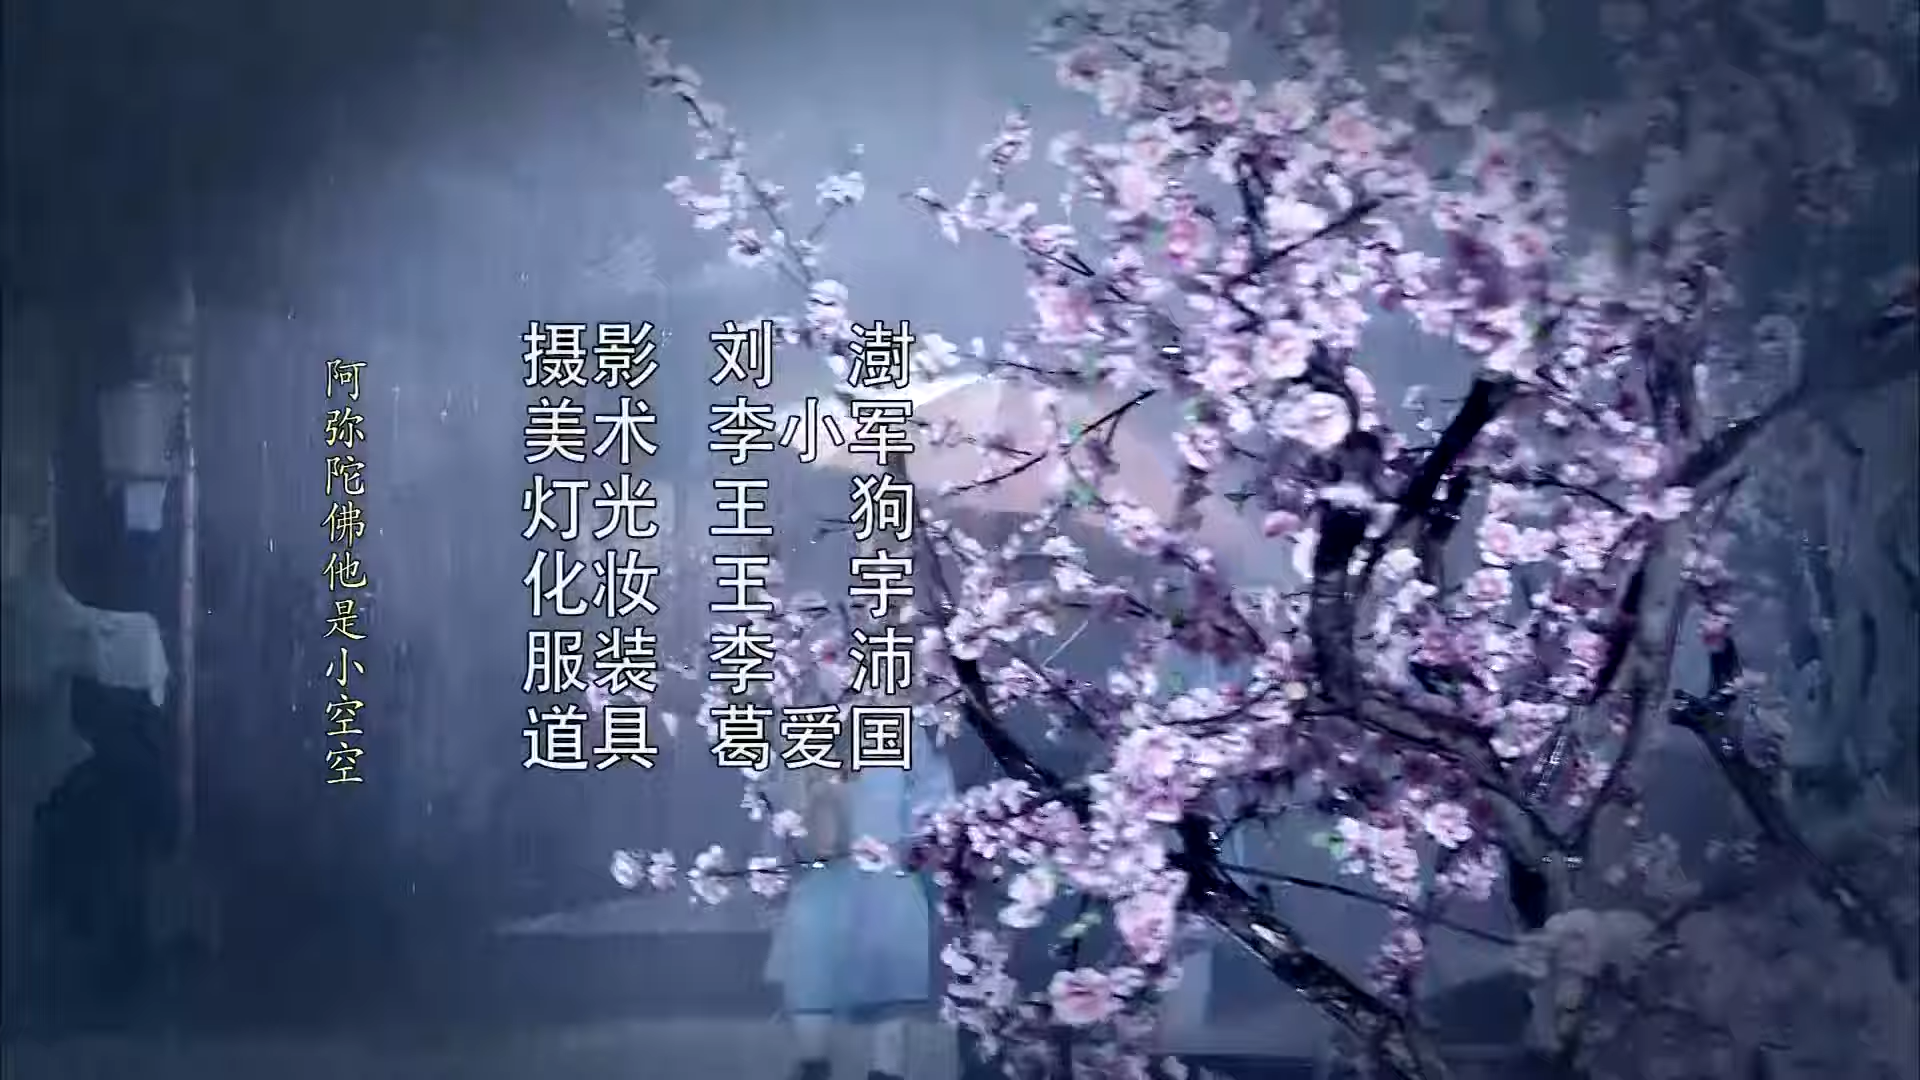 摄影 刘澍
美术 李小军
灯光 王狗
化妆 王宇
服装 李沛
道具 葛爱国
阿弥陀佛他是小空空